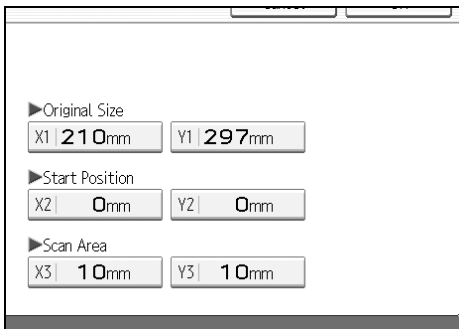 ▶Original Size
X1 210mm Y1 297mm
▶Start Position
X2 0mm Y2 0mm
▶Scan Area
X3 10mm Y3 10mm